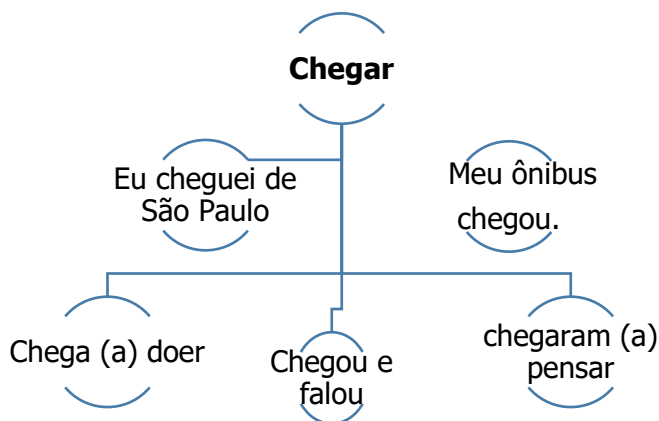 Chegar
Eu cheguei de
São Paulo
Meu ônibus
chegou.
Chega (a) doer
Chegou e
falou
chegaram (a)
pensar